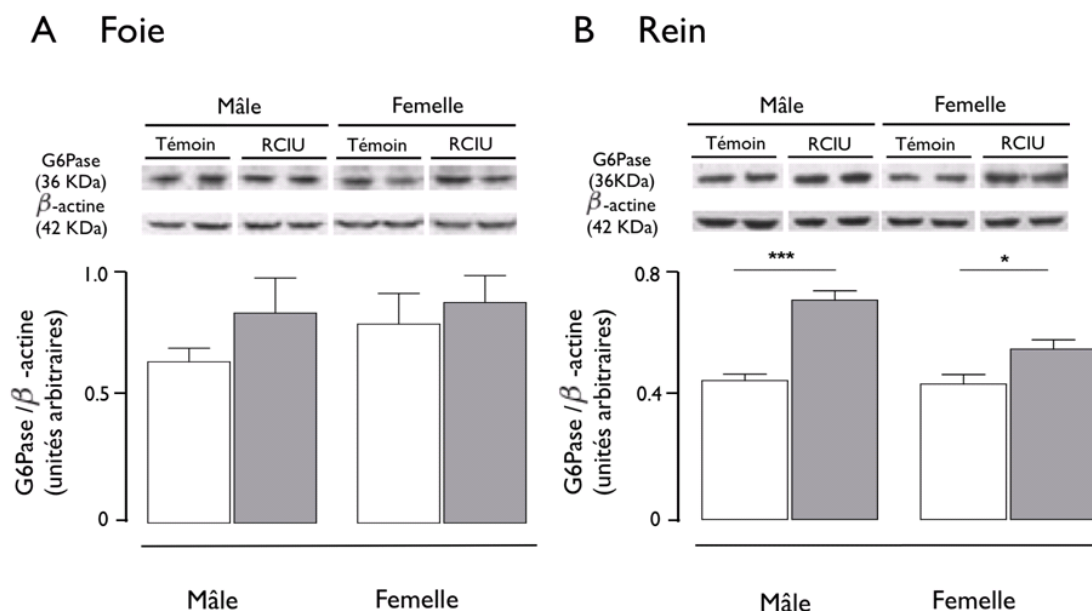 A Foie
Mâle Femelle
Témoin RCIU Témoin RCIU
G6Pase
(36 KDa)
β-actine
(42 KDa)
1.0
0.5
0
G6Pase /β -actine
(unités arbitraires)
Mâle Femelle
B Rein
Mâle Femelle
Témoin RCIU Témoin RCIU
G6Pase
(36KDa)
β-actine
(42 KDa)
*** *
0.8
0.4
0
G6Pase /β -actine
(unités arbitraires)
Mâle Femelle